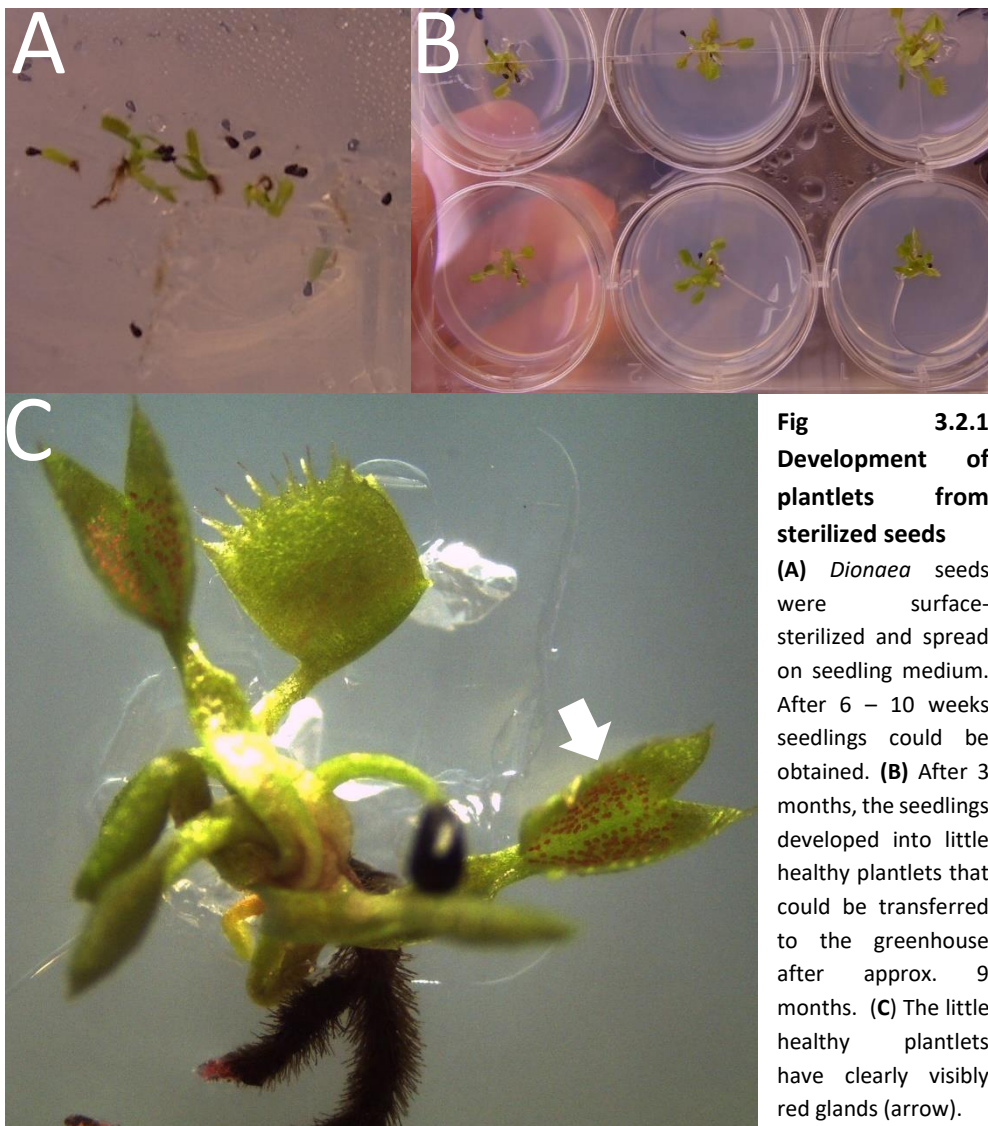 A
B
C
Fig 3.2.1
Development of
plantlets from
sterilized seeds
(A) Dionaea seeds
were surface-
sterilized and spread
on seedling medium.
After 6 – 10 weeks
seedlings could be
obtained. (B) After 3
months, the seedlings
developed into little
healthy plantlets that
could be transferred
to the greenhouse
after approx. 9
months. (C) The little
healthy plantlets
have clearly visibly
red glands (arrow).